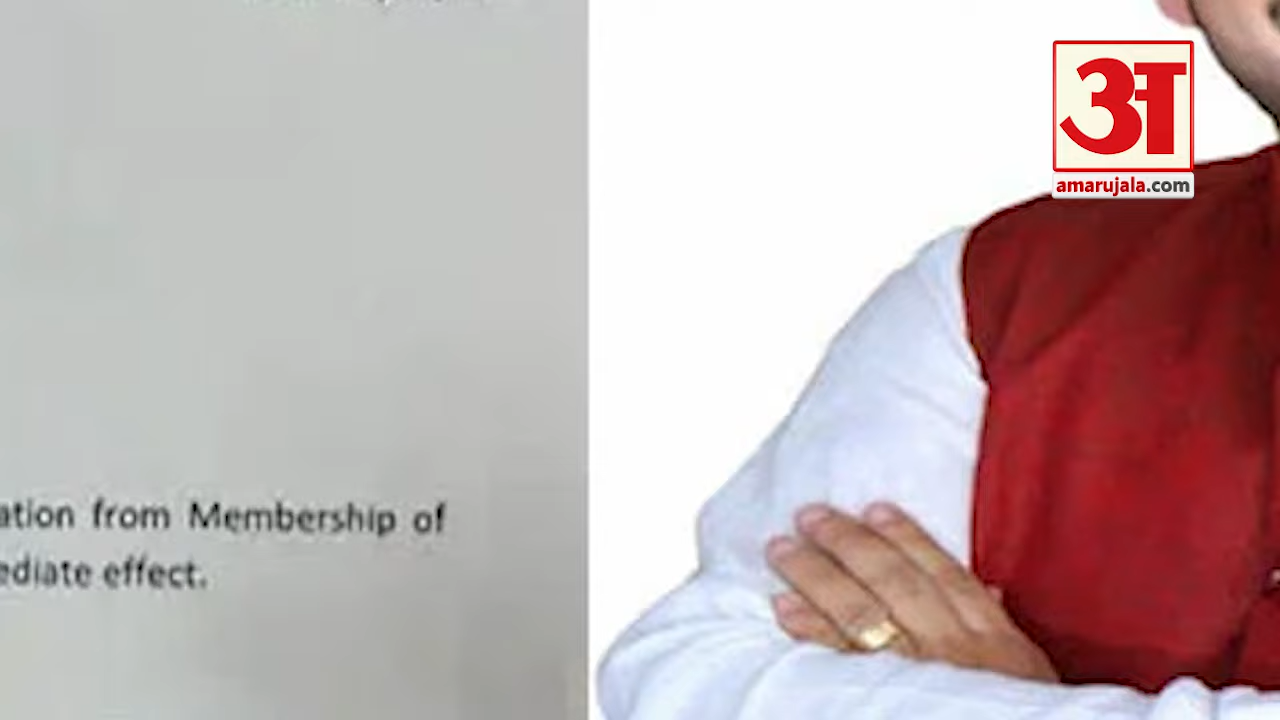 ation from Membership of
ediate effect.
अ
amarujala.com